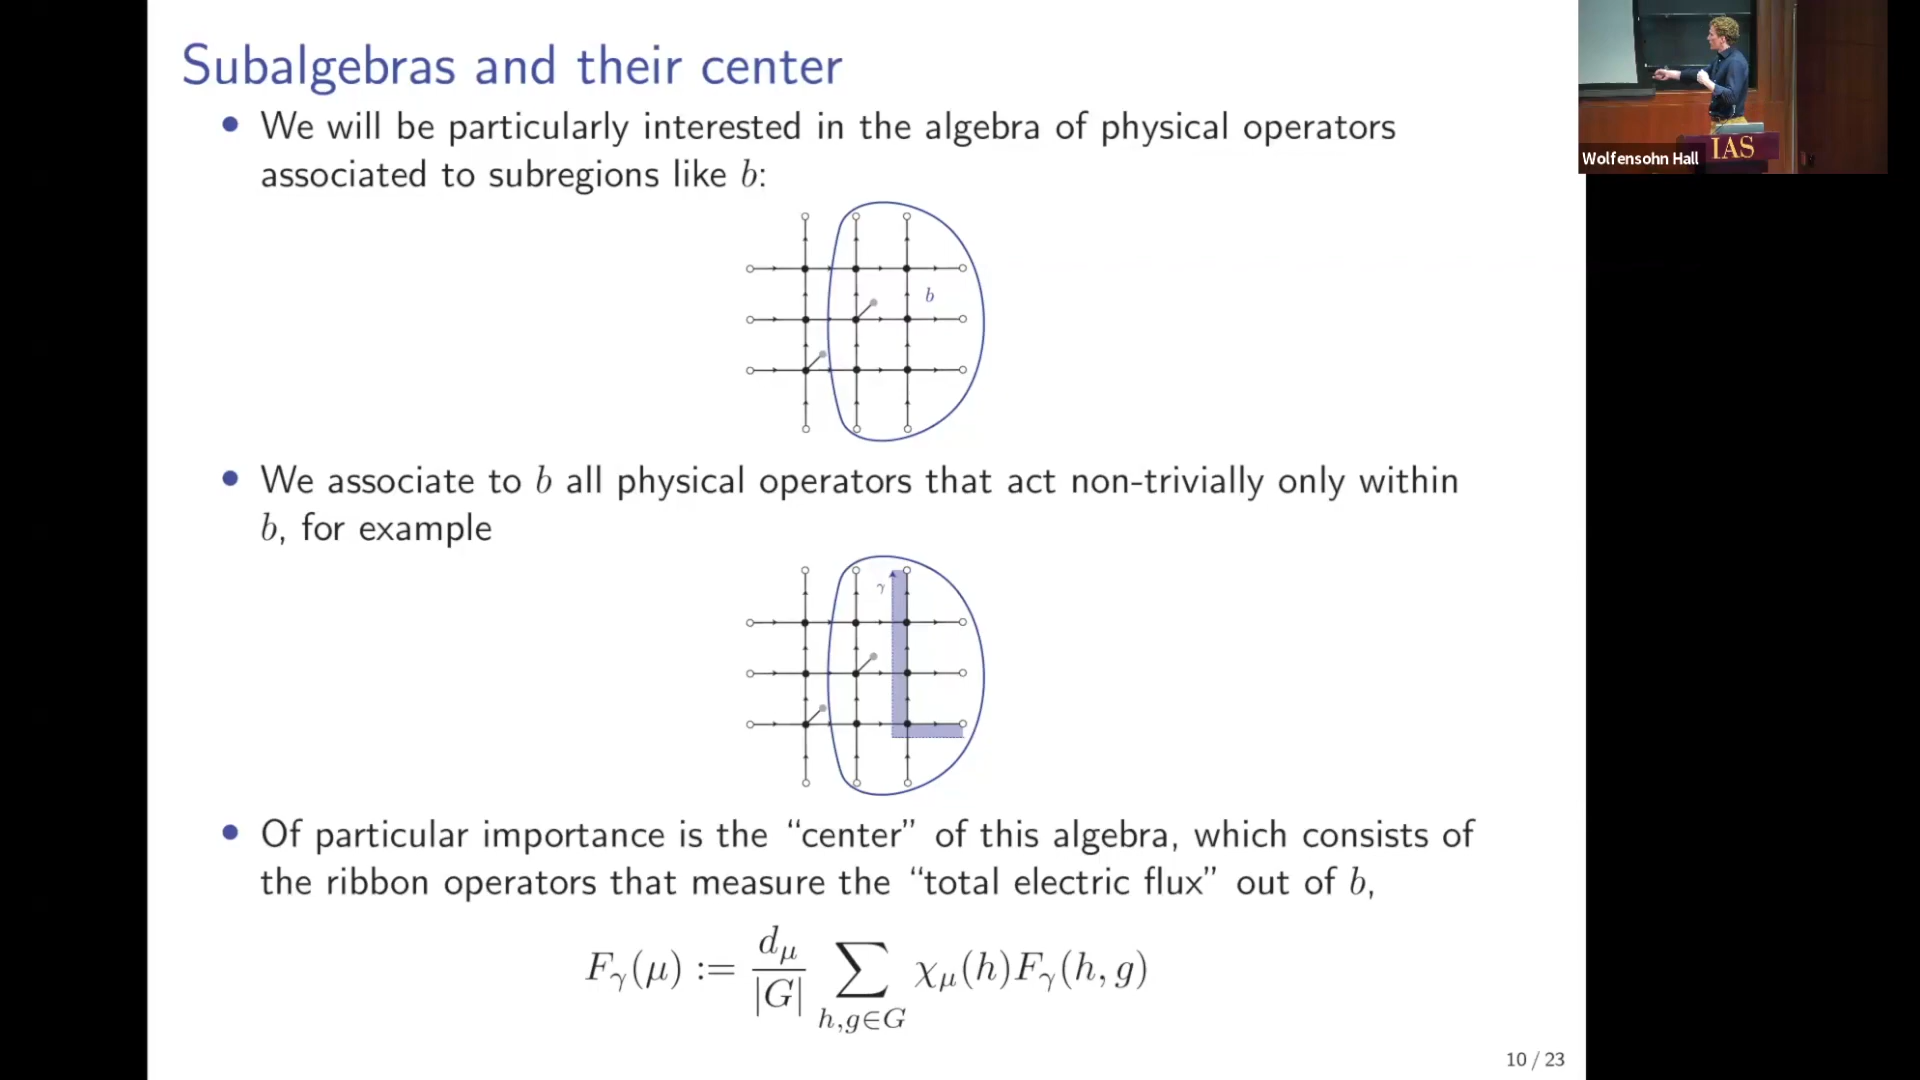 Subalgebras and their center
• We will be particularly interested in the algebra of physical operators
associated to subregions like b:
b
• We associate to b all physical operators that act non-trivially only within
b, for example
γ
• Of particular importance is the “center” of this algebra, which consists of
the ribbon operators that measure the “total electric flux” out of b,
F_γ(μ) := d_μ/|G| ∑_{h,g∈G} χ_μ(h)F_γ(h, g)
10 / 23
Wolfensohn Hall
IAS